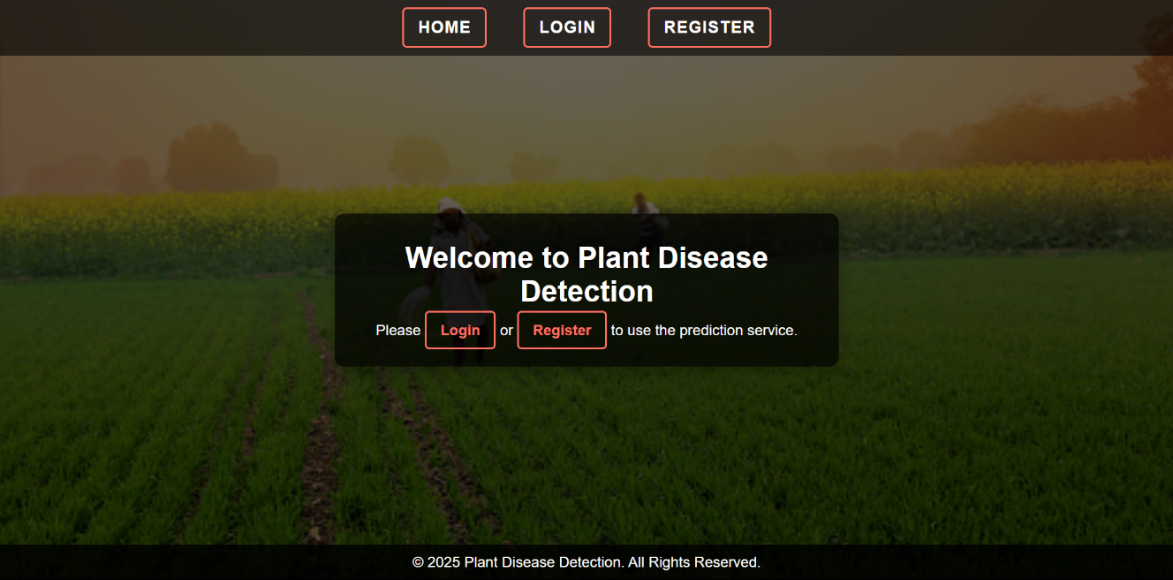 HOME LOGIN REGISTER
Welcome to Plant Disease
Detection
Please Login or Register to use the prediction service.
© 2025 Plant Disease Detection. All Rights Reserved.